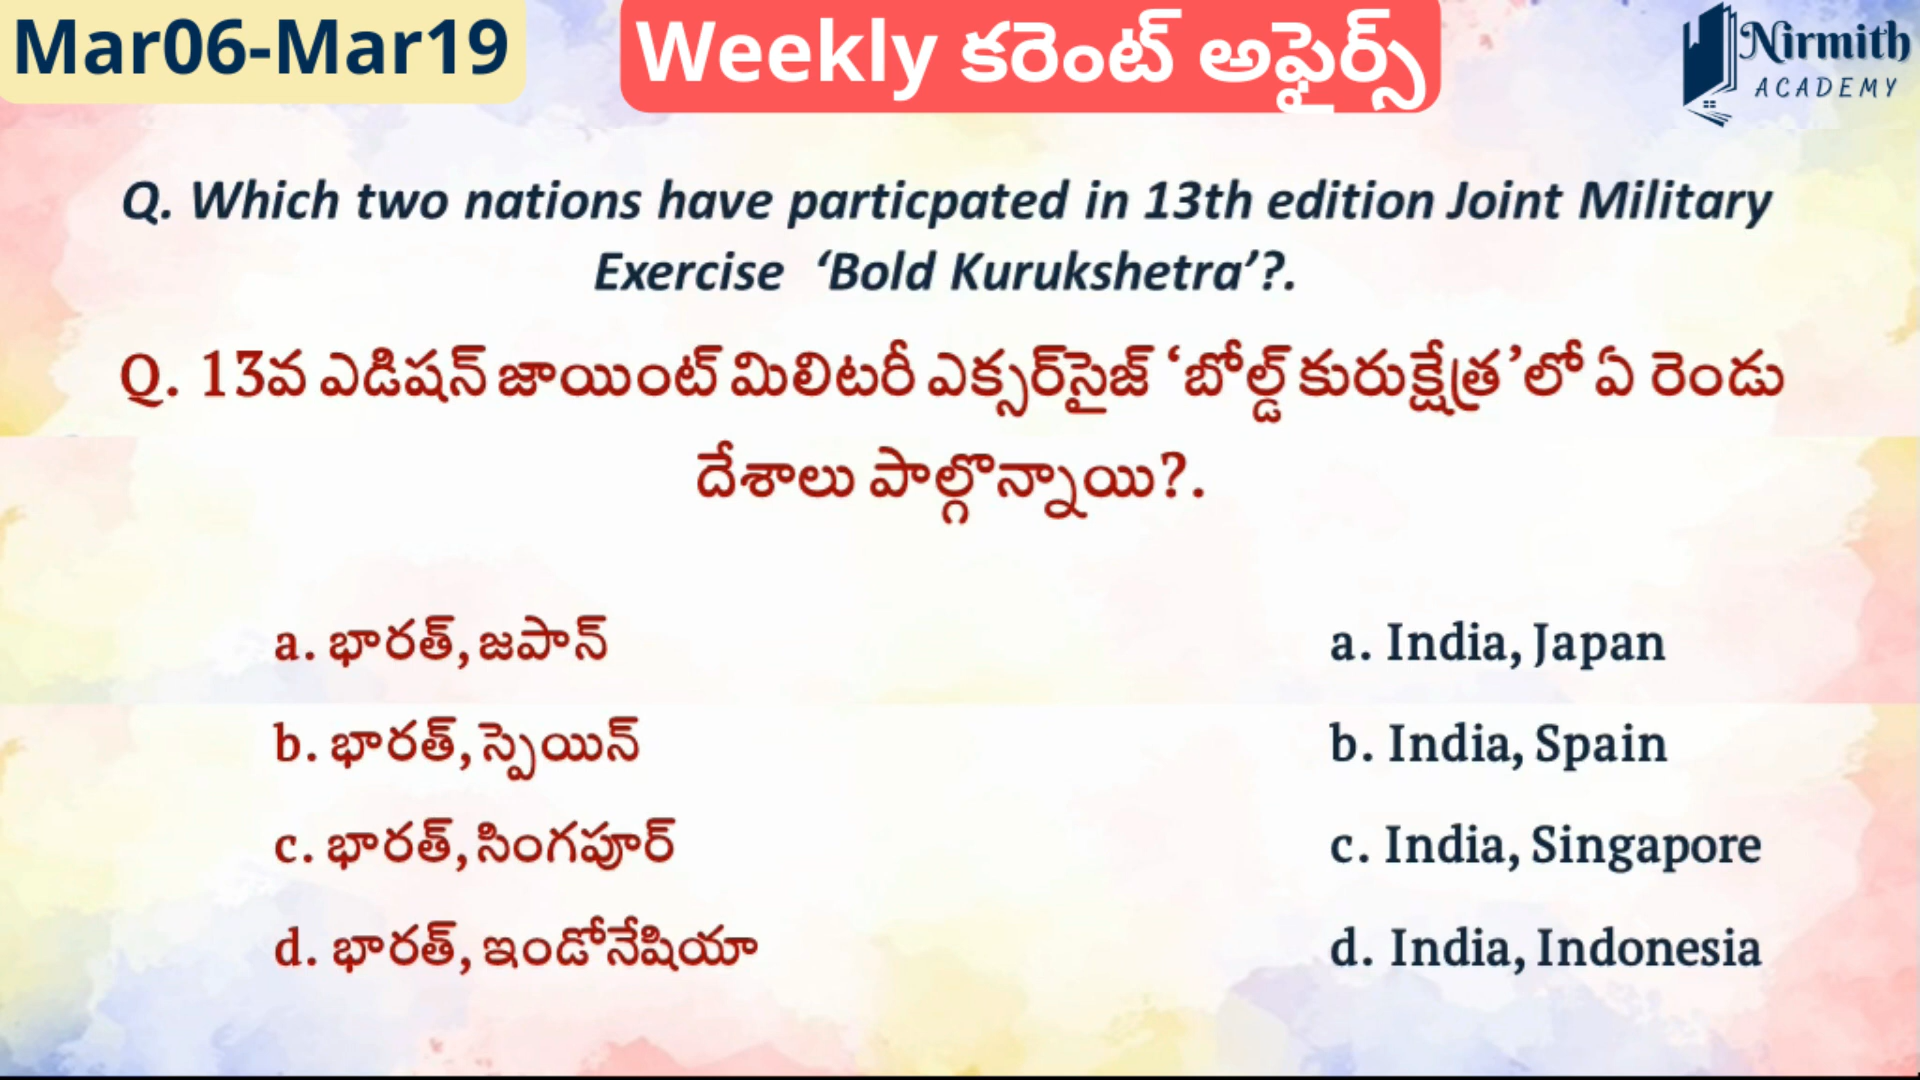 Mar06-Mar19
Weekly కరెంట్ అఫైర్స్
Nirmith
ACADEMY
Q. Which two nations have particpated in 13th edition Joint Military
Exercise ‘Bold Kurukshetra’?.
Q. 13వ ఎడిషన్ జాయింట్ మిలిటరీ ఎక్సర్‌సైజ్ ‘బోల్డ్ కురుక్షేత్ర’లో ఏ రెండు
దేశాలు పాల్గొన్నాయి?.
a. భారత్, జపాన్
b. భారత్, స్పెయిన్
c. భారత్, సింగపూర్
d. భారత్, ఇండోనేషియా
a. India, Japan
b. India, Spain
c. India, Singapore
d. India, Indonesia